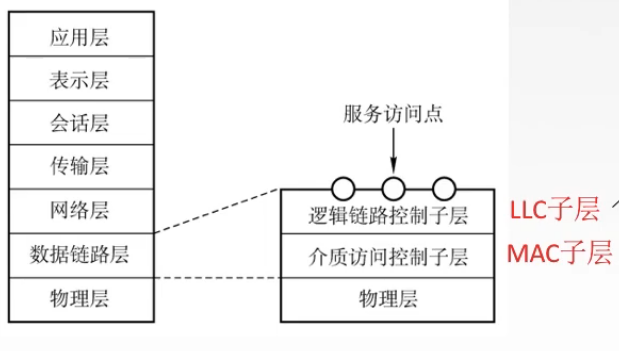 应用层
表示层
会话层
传输层
网络层
数据链路层
物理层
服务访问点
逻辑链路控制子层
LLC子层
介质访问控制子层
MAC子层
物理层